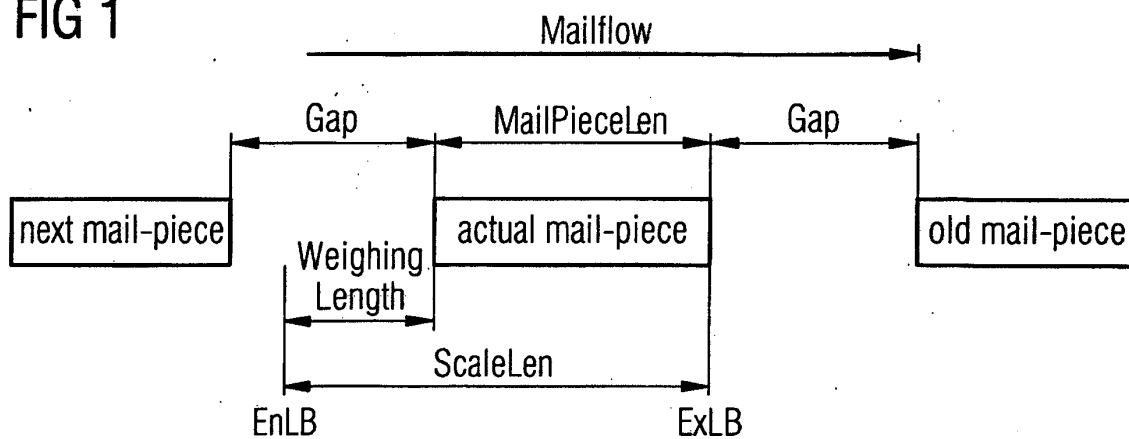 FIG 1
Mailflow
Gap MailPieceLen Gap
next mail-piece actual mail-piece old mail-piece
Weighing
Length
ScaleLen
EnLB ExLB